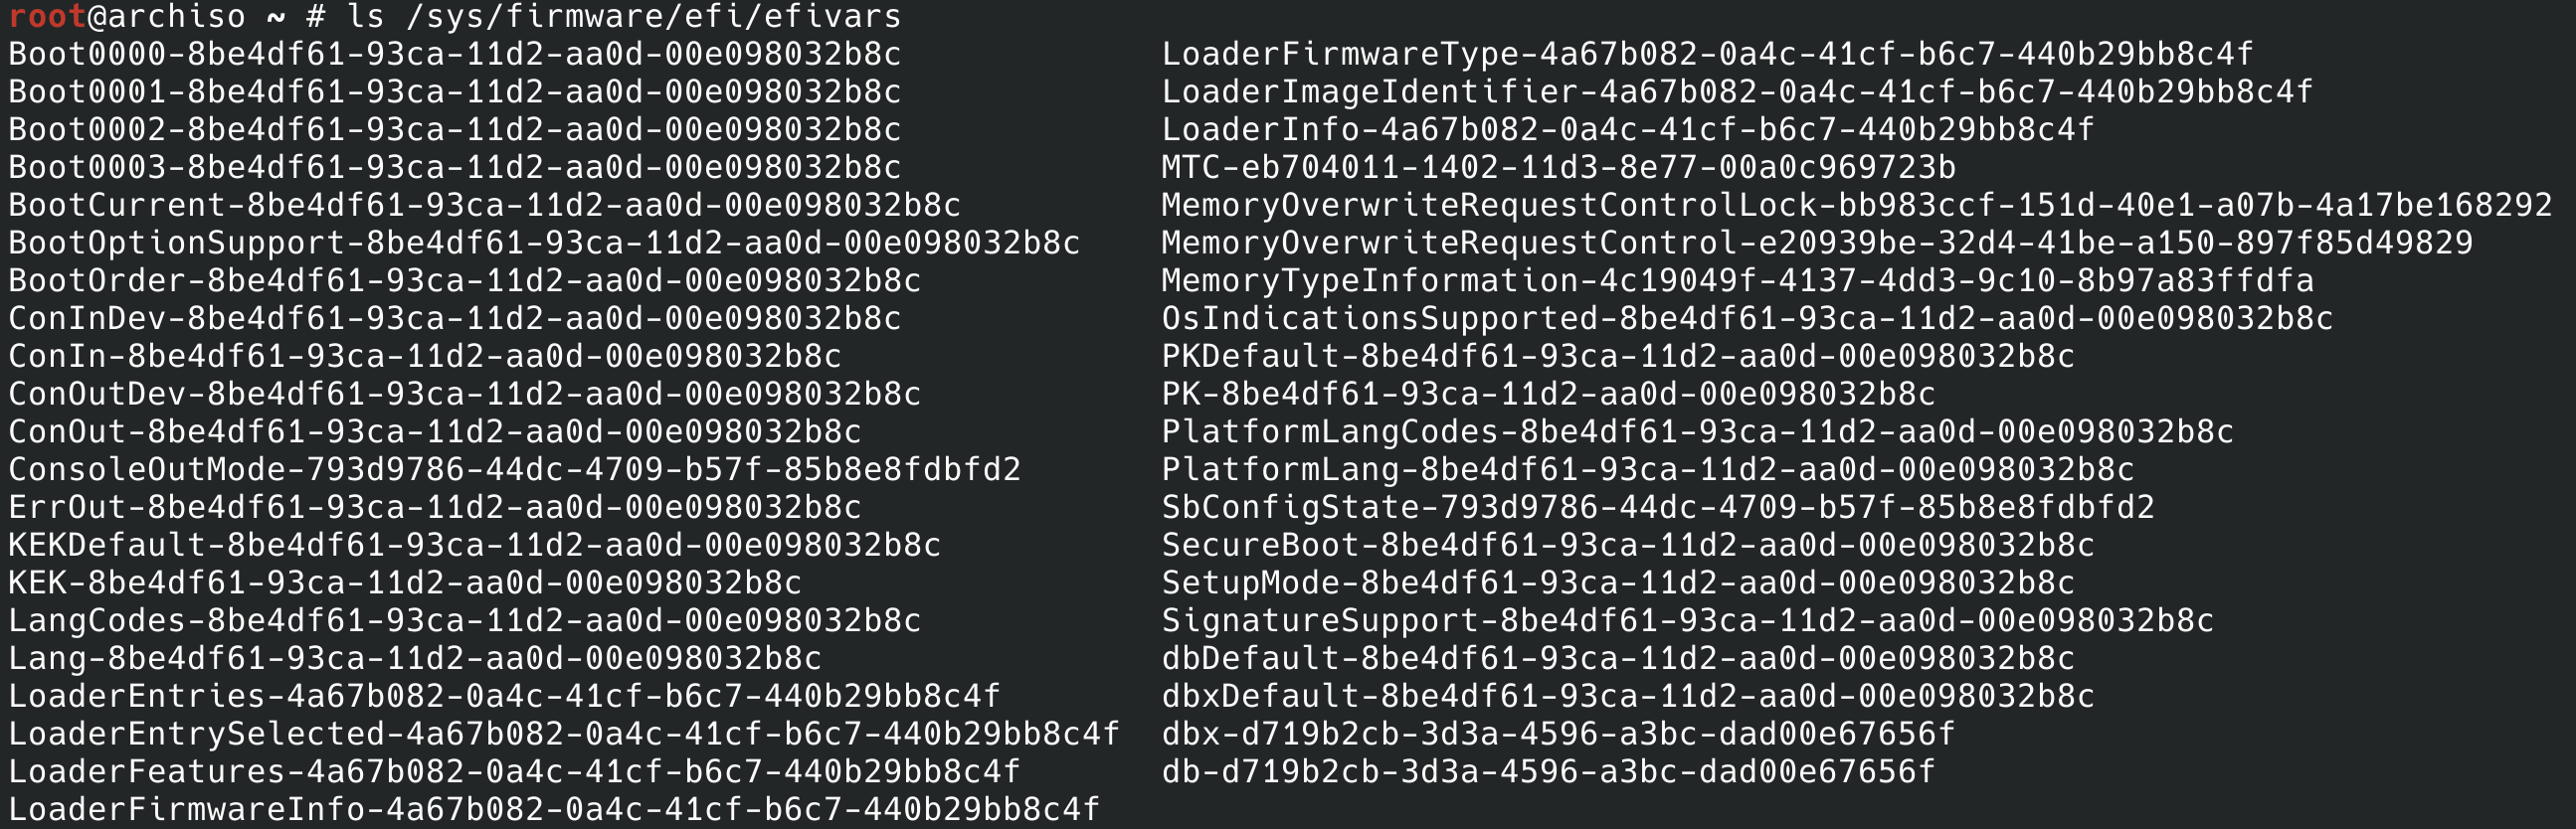 root@archiso ~ # ls /sys/firmware/efi/efivars
Boot0000-8be4df61-93ca-11d2-aa0d-00e098032b8c LoaderFirmwareType-4a67b082-0a4c-41cf-b6c7-440b29bb8c4f
Boot0001-8be4df61-93ca-11d2-aa0d-00e098032b8c LoaderImageIdentifier-4a67b082-0a4c-41cf-b6c7-440b29bb8c4f
Boot0002-8be4df61-93ca-11d2-aa0d-00e098032b8c LoaderInfo-4a67b082-0a4c-41cf-b6c7-440b29bb8c4f
Boot0003-8be4df61-93ca-11d2-aa0d-00e098032b8c MTC-eb704011-1402-11d3-8e77-00a0c969723b
BootCurrent-8be4df61-93ca-11d2-aa0d-00e098032b8c MemoryOverwriteRequestControlLock-bb983ccf-151d-40e1-a07b-4a17be168292
BootOptionSupport-8be4df61-93ca-11d2-aa0d-00e098032b8c MemoryOverwriteRequestControl-e20939be-32d4-41be-a150-897f85d49829
BootOrder-8be4df61-93ca-11d2-aa0d-00e098032b8c MemoryTypeInformation-4c19049f-4137-4dd3-9c10-8b97a83ffdfa
ConInDev-8be4df61-93ca-11d2-aa0d-00e098032b8c OsIndicationsSupported-8be4df61-93ca-11d2-aa0d-00e098032b8c
ConIn-8be4df61-93ca-11d2-aa0d-00e098032b8c PKDefault-8be4df61-93ca-11d2-aa0d-00e098032b8c
ConOutDev-8be4df61-93ca-11d2-aa0d-00e098032b8c PK-8be4df61-93ca-11d2-aa0d-00e098032b8c
ConOut-8be4df61-93ca-11d2-aa0d-00e098032b8c PlatformLangCodes-8be4df61-93ca-11d2-aa0d-00e098032b8c
ConsoleOutMode-793d9786-44dc-4709-b57f-85b8e8fdbfd2 PlatformLang-8be4df61-93ca-11d2-aa0d-00e098032b8c
ErrOut-8be4df61-93ca-11d2-aa0d-00e098032b8c SbConfigState-793d9786-44dc-4709-b57f-85b8e8fdbfd2
KEKDefault-8be4df61-93ca-11d2-aa0d-00e098032b8c SecureBoot-8be4df61-93ca-11d2-aa0d-00e098032b8c
KEK-8be4df61-93ca-11d2-aa0d-00e098032b8c SetupMode-8be4df61-93ca-11d2-aa0d-00e098032b8c
LangCodes-8be4df61-93ca-11d2-aa0d-00e098032b8c SignatureSupport-8be4df61-93ca-11d2-aa0d-00e098032b8c
Lang-8be4df61-93ca-11d2-aa0d-00e098032b8c dbDefault-8be4df61-93ca-11d2-aa0d-00e098032b8c
LoaderEntries-4a67b082-0a4c-41cf-b6c7-440b29bb8c4f dbxDefault-8be4df61-93ca-11d2-aa0d-00e098032b8c
LoaderEntrySelected-4a67b082-0a4c-41cf-b6c7-440b29bb8c4f dbx-d719b2cb-3d3a-4596-a3bc-dad00e67656f
LoaderFeatures-4a67b082-0a4c-41cf-b6c7-440b29bb8c4f db-d719b2cb-3d3a-4596-a3bc-dad00e67656f
LoaderFirmwareInfo-4a67b082-0a4c-41cf-b6c7-440b29bb8c4f